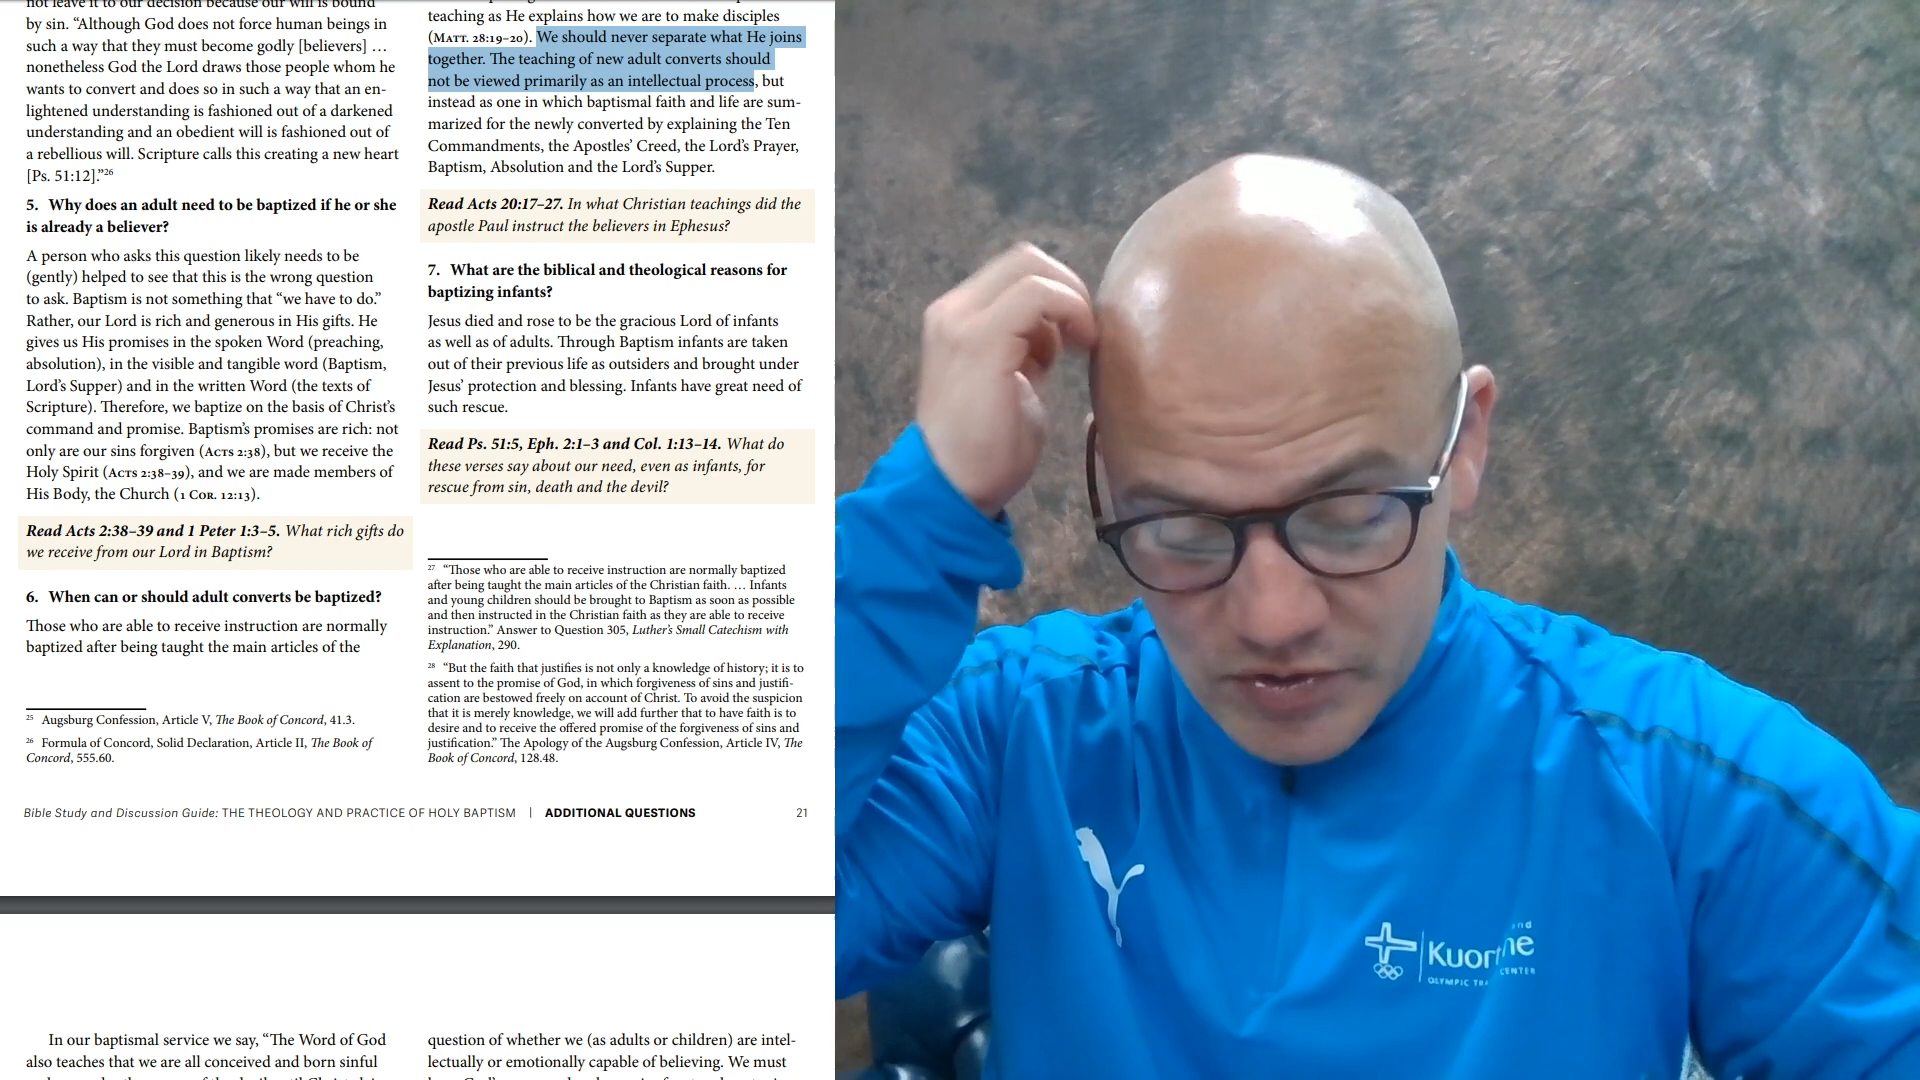 not leave it to our decision because our will is bound
by sin. “Although God does not force human beings in
such a way that they must become godly [believers] …
nonetheless God the Lord draws those people whom he
wants to convert and does so in such a way that an en-
lightened understanding is fashioned out of a darkened
understanding and an obedient will is fashioned out of
a rebellious will. Scripture calls this creating a new heart
[Ps. 51:12].”26
5. Why does an adult need to be baptized if he or she
is already a believer?
A person who asks this question likely needs to be
(gently) helped to see that this is the wrong question
to ask. Baptism is not something that “we have to do.”
Rather, our Lord is rich and generous in His gifts. He
gives us His promises in the spoken Word (preaching,
absolution), in the visible and tangible word (Baptism,
Lord’s Supper) and in the written Word (the texts of
Scripture). Therefore, we baptize on the basis of Christ’s
command and promise. Baptism’s promises are rich: not
only are our sins forgiven (Acts 2:38), but we receive the
Holy Spirit (Acts 2:38–39), and we are made members of
His Body, the Church (1 Cor. 12:13).
Read Acts 2:38–39 and 1 Peter 1:3–5. What rich gifts do
we receive from our Lord in Baptism?
6. When can or should adult converts be baptized?
Those who are able to receive instruction are normally
baptized after being taught the main articles of the
25 Augsburg Confession, Article V, The Book of Concord, 41.3.
26 Formula of Concord, Solid Declaration, Article II, The Book of
Concord, 555.60.
teaching as He explains how we are to make disciples
(Matt. 28:19–20). We should never separate what He joins
together. The teaching of new adult converts should
not be viewed primarily as an intellectual process, but
instead as one in which baptismal faith and life are sum-
marized for the newly converted by explaining the Ten
Commandments, the Apostles’ Creed, the Lord’s Prayer,
Baptism, Absolution and the Lord’s Supper.
Read Acts 20:17–27. In what Christian teachings did the
apostle Paul instruct the believers in Ephesus?
7. What are the biblical and theological reasons for
baptizing infants?
Jesus died and rose to be the gracious Lord of infants
as well as of adults. Through Baptism infants are taken
out of their previous life as outsiders and brought under
Jesus’ protection and blessing. Infants have great need of
such rescue.
Read Ps. 51:5, Eph. 2:1–3 and Col. 1:13–14. What do
these verses say about our need, even as infants, for
rescue from sin, death and the devil?
27 “Those who are able to receive instruction are normally baptized
after being taught the main articles of the Christian faith. … Infants
and young children should be brought to Baptism as soon as possible
and then instructed in the Christian faith as they are able to receive
instruction.” Answer to Question 305, Luther’s Small Catechism with
Explanation, 290.
28 “But the faith that justifies is not only a knowledge of history; it is to
assent to the promise of God, in which forgiveness of sins and justifi-
cation are bestowed freely on account of Christ. To avoid the suspicion
that it is merely knowledge, we will add further that to have faith is to
desire and to receive the offered promise of the forgiveness of sins and
justification.” The Apology of the Augsburg Confession, Article IV, The
Book of Concord, 128.48.
Bible Study and Discussion Guide: THE THEOLOGY AND PRACTICE OF HOLY BAPTISM | ADDITIONAL QUESTIONS 21
In our baptismal service we say, “The Word of God
also teaches that we are all conceived and born sinful
question of whether we (as adults or children) are intel-
lectually or emotionally capable of believing. We must
OLYMPIC